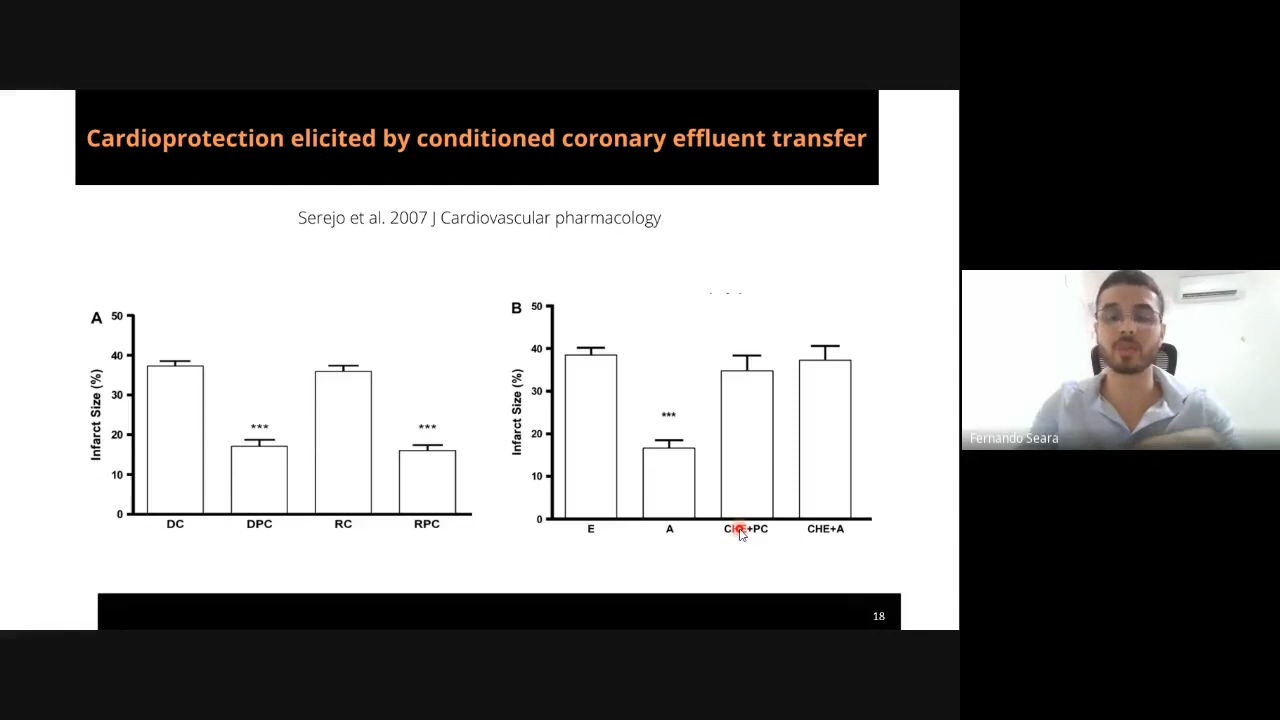 Cardioprotection elicited by conditioned coronary effluent transfer
Serejo et al. 2007 J Cardiovascular pharmacology
A
Infarct Size (%)
50
40
30
20
10
0
***
***
DC DPC RC RPC
B
Infarct Size (%)
50
40
30
20
10
0
***
E A CHE+PC CHE+A
18
Fernando Seara